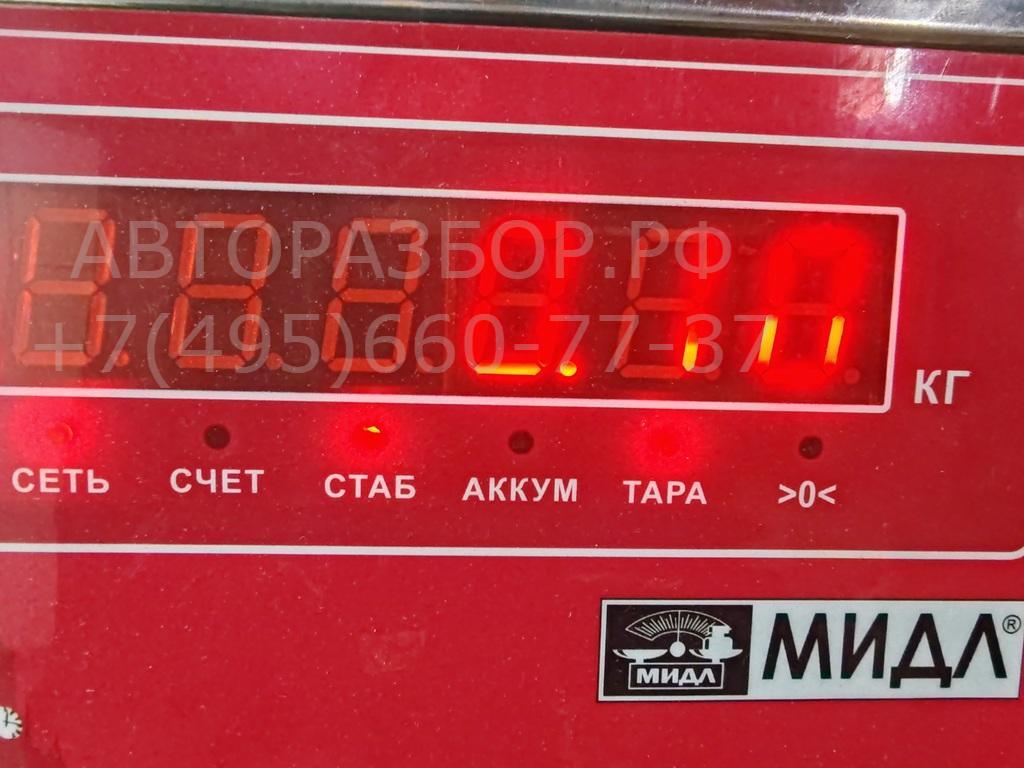 АВТОРАЗБОР.РФ
+7(495)660-77-37
КГ
СЕТЬ СЧЕТ СТАБ АККУМ ТАРА >0<
МИДЛ®
МИДЛ